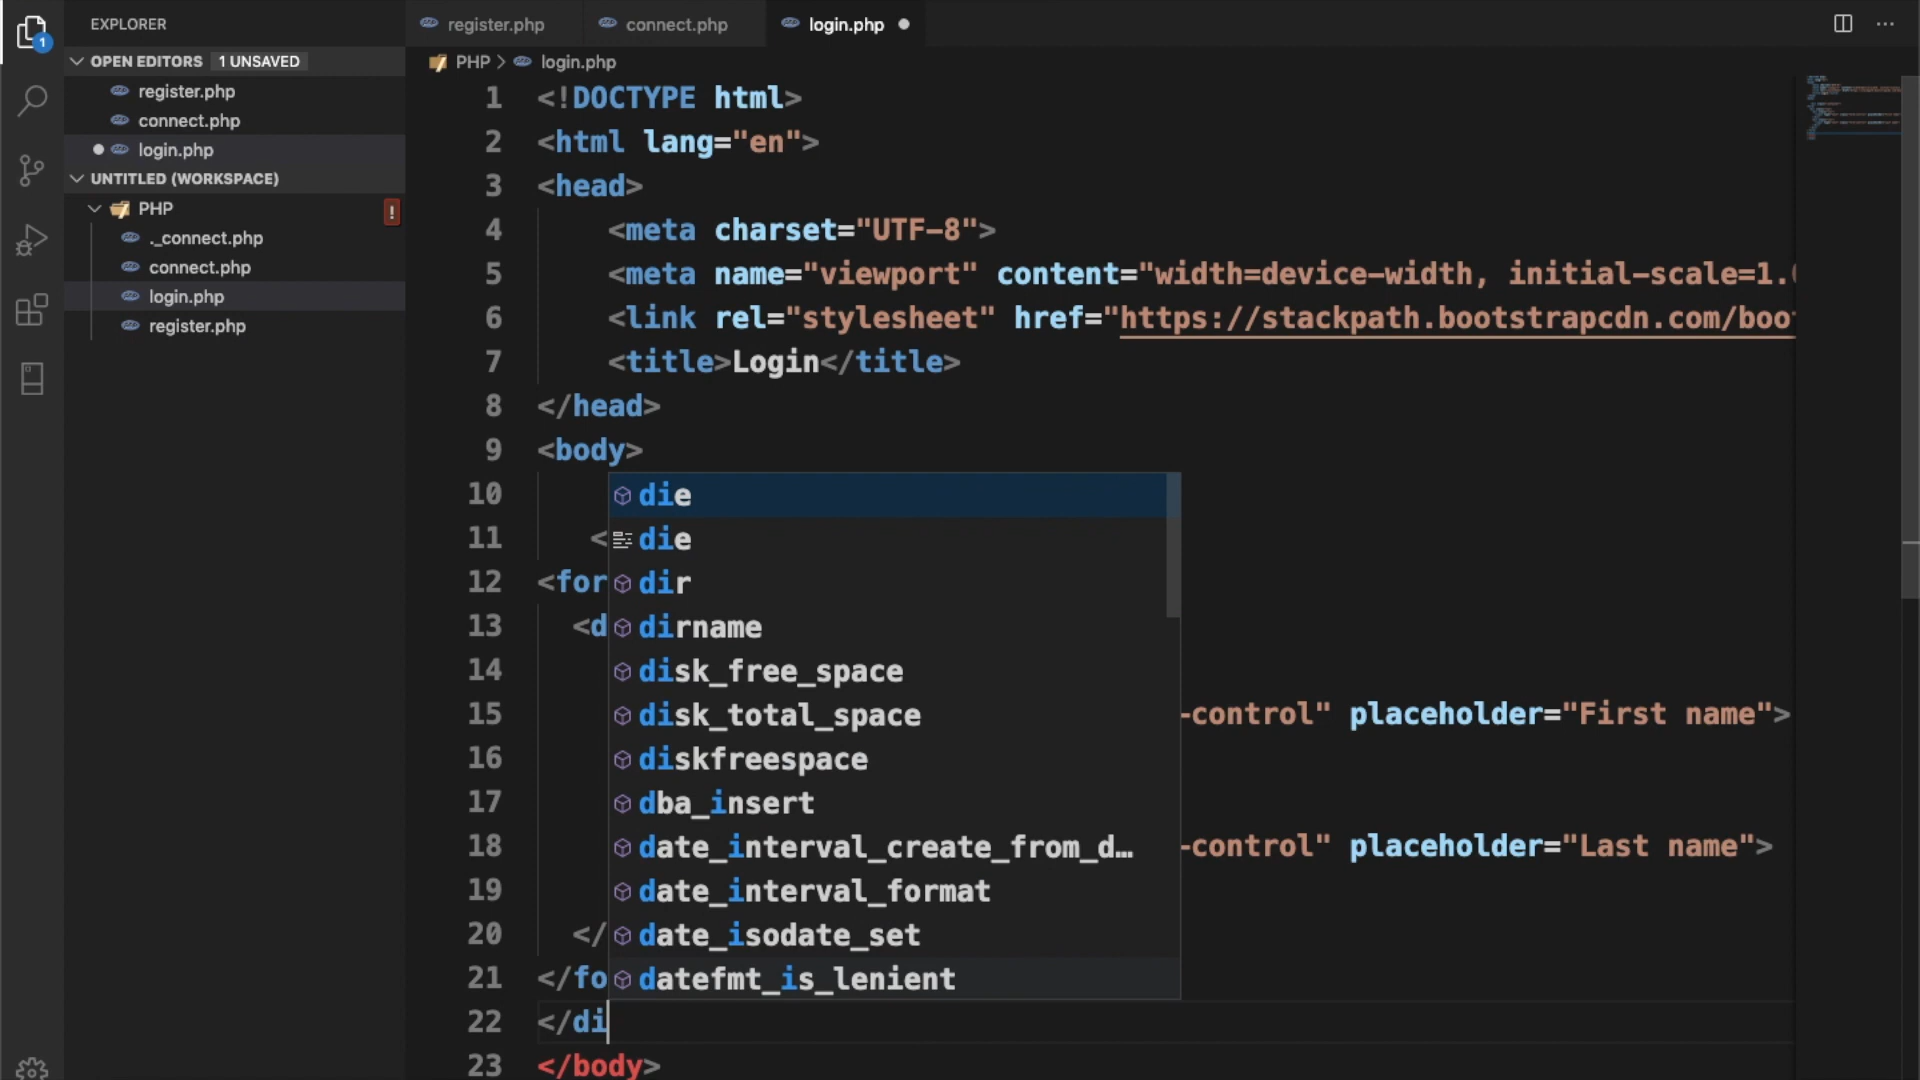 EXPLORER
OPEN EDITORS 1 UNSAVED
register.php
connect.php
login.php
UNTITLED (WORKSPACE)
PHP
!
._connect.php
connect.php
login.php
register.php
1
register.php connect.php login.php
PHP > login.php
1 <!DOCTYPE html>
2 <html lang="en">
3 <head>
4 <meta charset="UTF-8">
5 <meta name="viewport" content="width=device-width, initial-scale=1.
6 <link rel="stylesheet" href="https://stackpath.bootstrapcdn.com/boo
7 <title>Login</title>
8 </head>
9 <body>
10
11 <
12 <for
13 <d
14
15 -control" placeholder="First name">
16
17
18 -control" placeholder="Last name">
19
20 </
21 </fo
22 </di
23 </body>
die
die
dir
dirname
disk_free_space
disk_total_space
diskfreespace
dba_insert
date_interval_create_from_d…
date_interval_format
date_isodate_set
datefmt_is_lenient